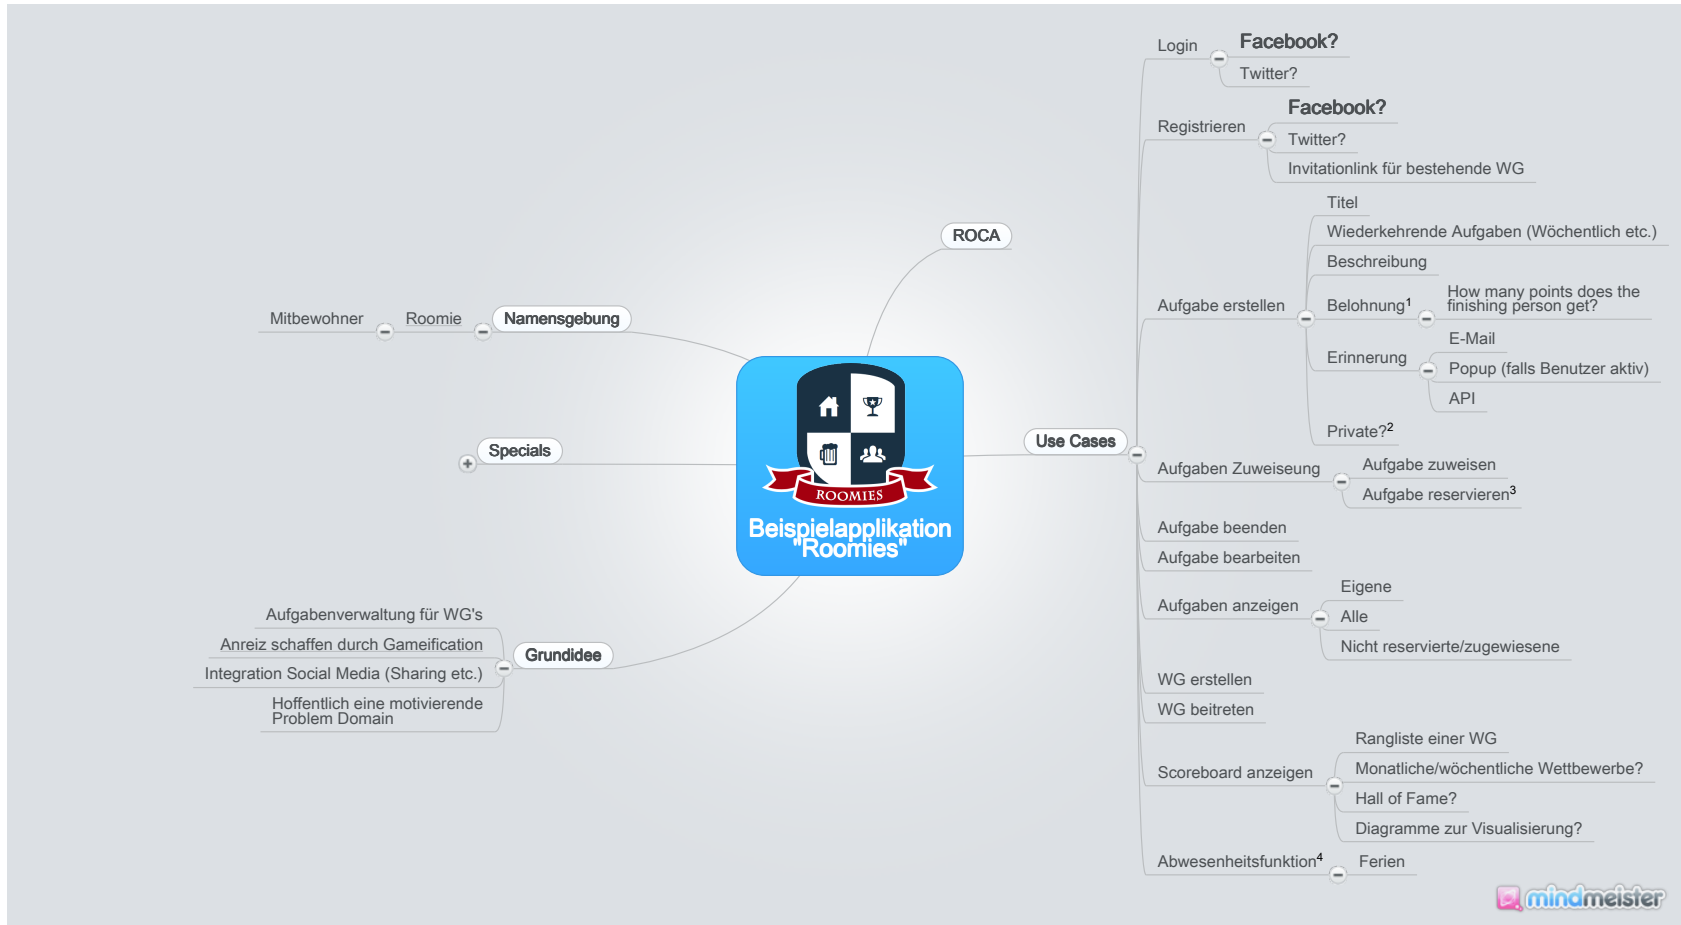 ROOMIES
Beispielapplikation
"Roomies"
ROCA
Namensgebung
Roomie
Mitbewohner
Specials
Grundidee
Aufgabenverwaltung für WG's
Anreiz schaffen durch Gameification
Integration Social Media (Sharing etc.)
Hoffentlich eine motivierende
Problem Domain
Use Cases
Login
Facebook?
Twitter?
Registrieren
Facebook?
Twitter?
Invitationlink für bestehende WG
Aufgabe erstellen
Titel
Wiederkehrende Aufgaben (Wöchentlich etc.)
Beschreibung
Belohnung¹
How many points does the
finishing person get?
Erinnerung
E-Mail
Popup (falls Benutzer aktiv)
API
Private?²
Aufgaben Zuweiseung
Aufgabe zuweisen
Aufgabe reservieren³
Aufgabe beenden
Aufgabe bearbeiten
Aufgaben anzeigen
Eigene
Alle
Nicht reservierte/zugewiesene
WG erstellen
WG beitreten
Scoreboard anzeigen
Rangliste einer WG
Monatliche/wöchentliche Wettbewerbe?
Hall of Fame?
Diagramme zur Visualisierung?
Abwesenheitsfunktion⁴
Ferien
mindmeister